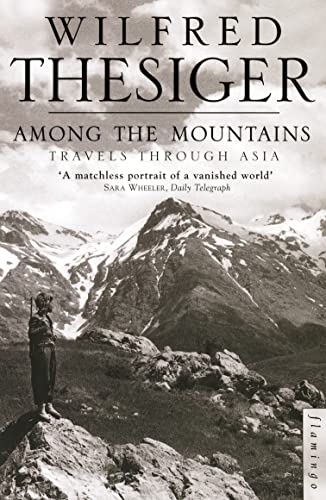 WILFRED
THESIGER
AMONG THE MOUNTAINS
TRAVELS THROUGH ASIA
'A matchless portrait of a vanished world'
SARA WHEELER, Daily Telegraph
flamingo